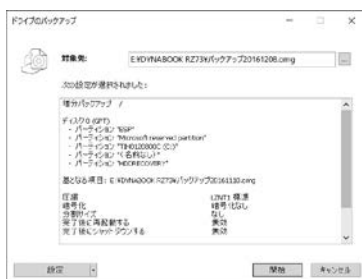 ドライブのバックアップ
対象先:
E:¥DYNABOOK RZ73¥バックアップ20161208.omg
...
次の設定が選択されました:
増分バックアップ /
ディスク0 (GPT)
- パーティション "ESP"
- パーティション "Microsoft reserved partition"
- パーティション "TIH0120800C (C:)"
- パーティション "(名前なし)"
- パーティション "HDDRECOVERY"
基となる項目: E:¥DYNABOOK RZ73¥バックアップ20161110.omg
圧縮 (ZNT) 標準
暗号化 暗号化なし
分割サイズ なし
完了後に再起動する 無効
完了後にシャットダウンする 無効
設定
開始
キャンセル